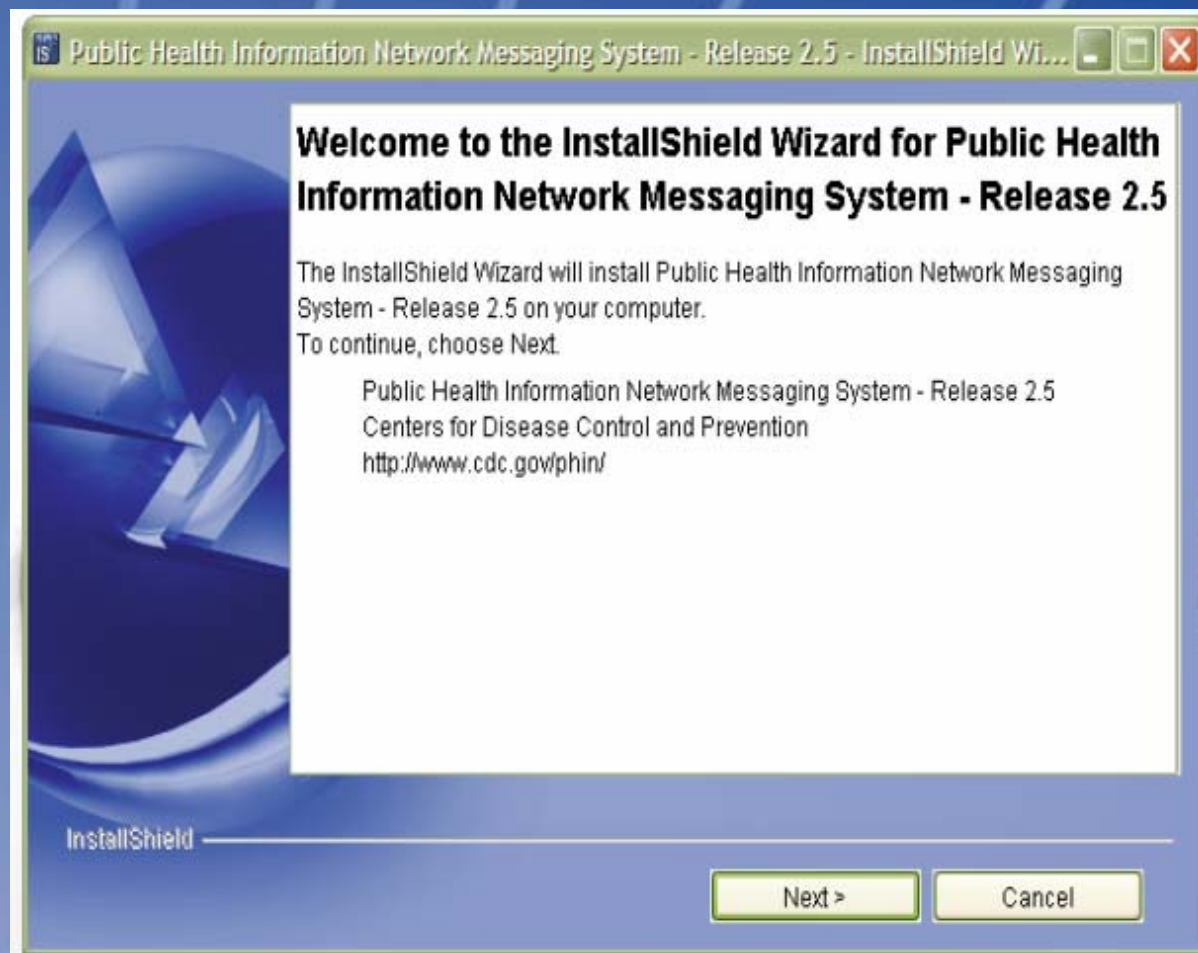 Public Health Information Network Messaging System - Release 2.5 - InstallShield Wi...
Welcome to the InstallShield Wizard for Public Health
Information Network Messaging System - Release 2.5
The InstallShield Wizard will install Public Health Information Network Messaging
System - Release 2.5 on your computer.
To continue, choose Next.
Public Health Information Network Messaging System - Release 2.5
Centers for Disease Control and Prevention
http://www.cdc.gov/phin/
InstallShield
Next >
Cancel